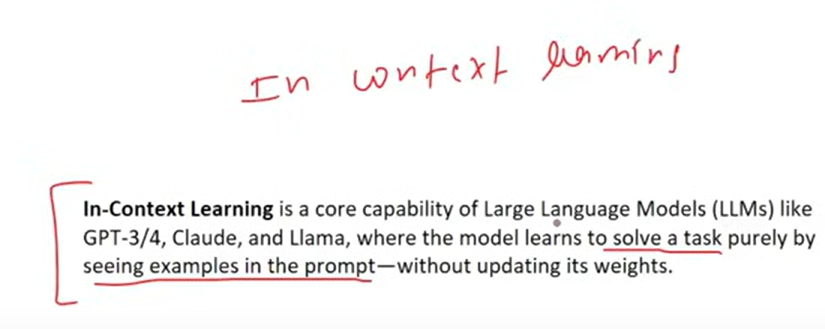 In context learning
In-Context Learning is a core capability of Large Language Models (LLMs) like
GPT-3/4, Claude, and Llama, where the model learns to solve a task purely by
seeing examples in the prompt—without updating its weights.